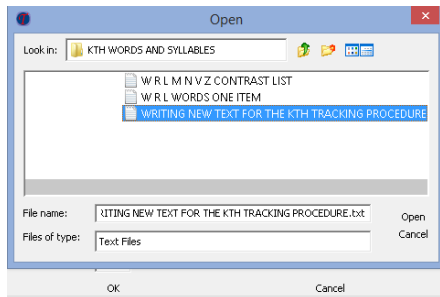 Open
Look in: KTH WORDS AND SYLLABLES
W R L M N V Z CONTRAST LIST
W R L WORDS ONE ITEM
WRITING NEW TEXT FOR THE KTH TRACKING PROCEDURE
File name: ITING NEW TEXT FOR THE KTH TRACKING PROCEDURE.txt Open
Files of type: Text Files Cancel
OK Cancel